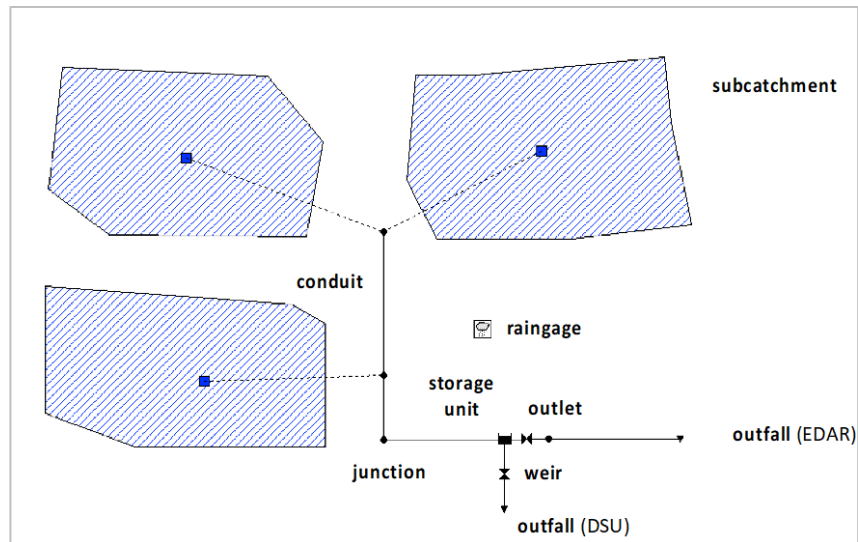 subcatchment
conduit
raingage
storage
unit
outlet
outfall (EDAR)
junction
weir
outfall (DSU)